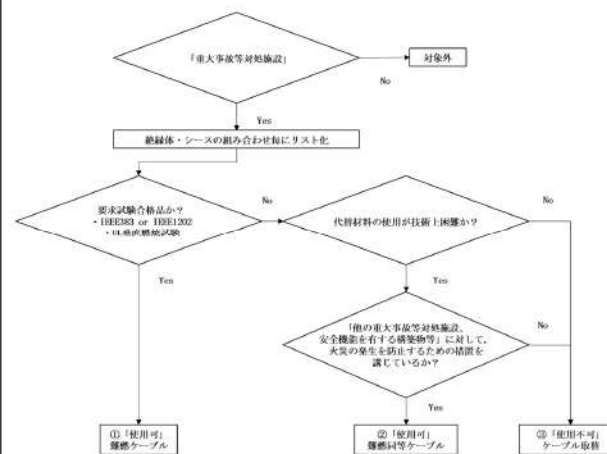 「重大事故等対処施設」
対象外
No
Yes
絶縁体・シースの組み合わせ毎にリスト化
要求試験合格品か？
・IEEE383 or IEEE1202
・UL垂直燃焼試験
No
代替材料の使用が技術上困難か？
No
Yes
Yes
「他の重大事故等対処施設,
安全機能を有する構築物等」に対して,
火災の発生を防止するための措置を
講じているか？
No
Yes
①「使用可」
難燃ケーブル
②「使用可」
難燃同等ケーブル
③「使用不可」
ケーブル取替